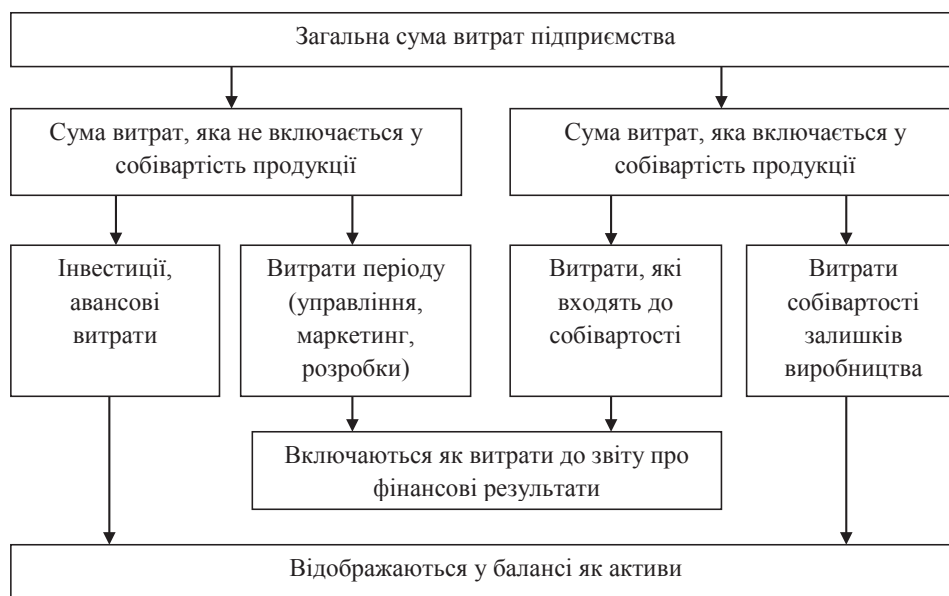 Загальна сума витрат підприємства
Сума витрат, яка не включається у
собівартість продукції
Сума витрат, яка включається у
собівартість продукції
Інвестиції,
авансові
витрати
Витрати періоду
(управління,
маркетинг,
розробки)
Витрати, які
входять до
собівартості
Витрати
собівартості
залишків
виробництва
Включаються як витрати до звіту про
фінансові результати
Відображаються у балансі як активи